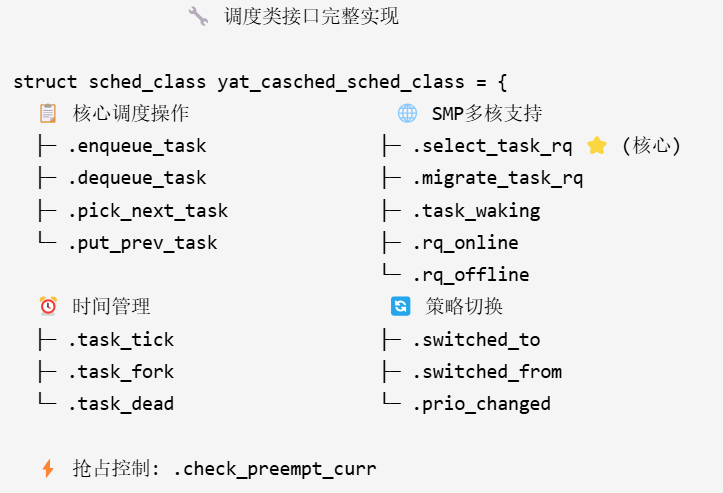 🔧 调度类接口完整实现
struct sched_class yat_casched_sched_class = {
📋 核心调度操作 🌐 SMP多核支持
├─ .enqueue_task ├─ .select_task_rq ⭐ (核心)
├─ .dequeue_task ├─ .migrate_task_rq
├─ .pick_next_task ├─ .task_waking
└─ .put_prev_task ├─ .rq_online
└─ .rq_offline
⏰ 时间管理 🔄 策略切换
├─ .task_tick ├─ .switched_to
├─ .task_fork ├─ .switched_from
└─ .task_dead └─ .prio_changed
⚡ 抢占控制: .check_preempt_curr